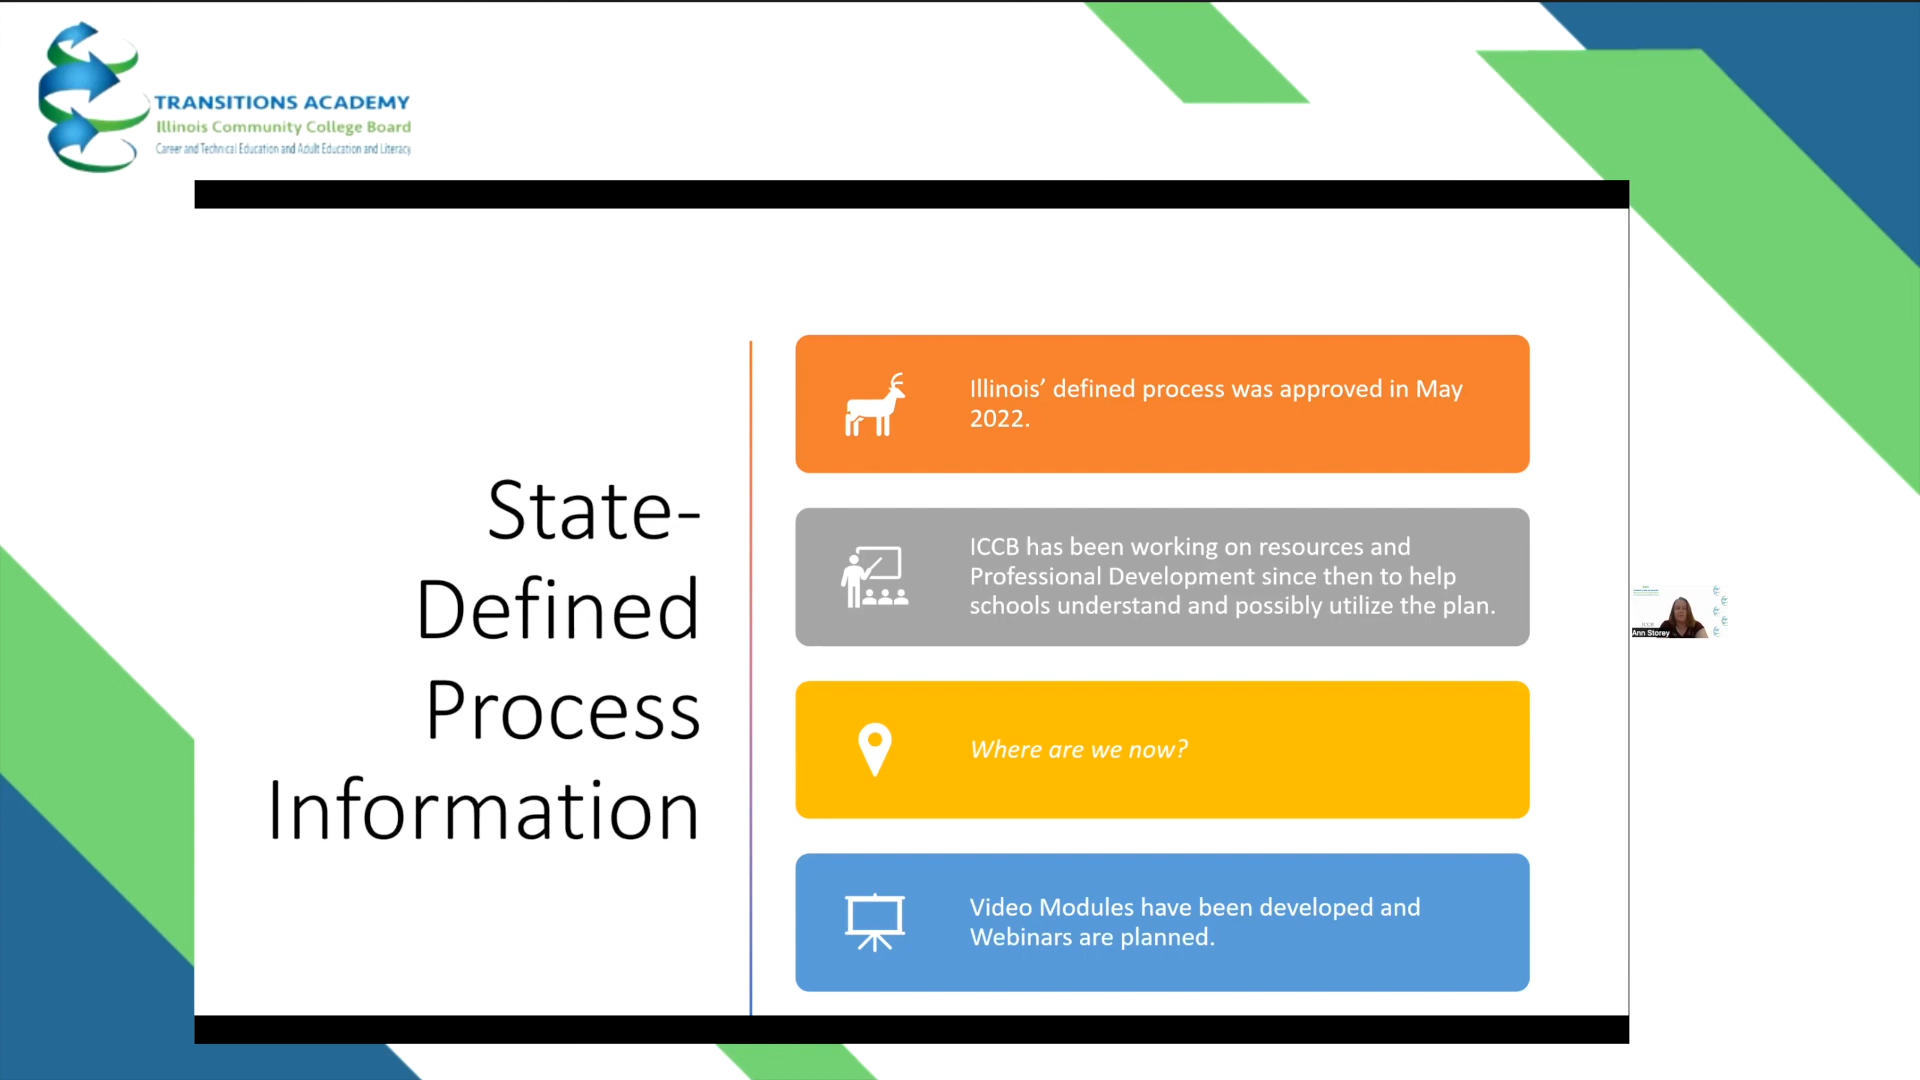 TRANSITIONS ACADEMY
Illinois Community College Board
Career and Technical Education and Adult Education and Literacy
State-
Defined
Process
Information
Illinois’ defined process was approved in May
2022.
ICCB has been working on resources and
Professional Development since then to help
schools understand and possibly utilize the plan.
Where are we now?
Video Modules have been developed and
Webinars are planned.
Ann Storey